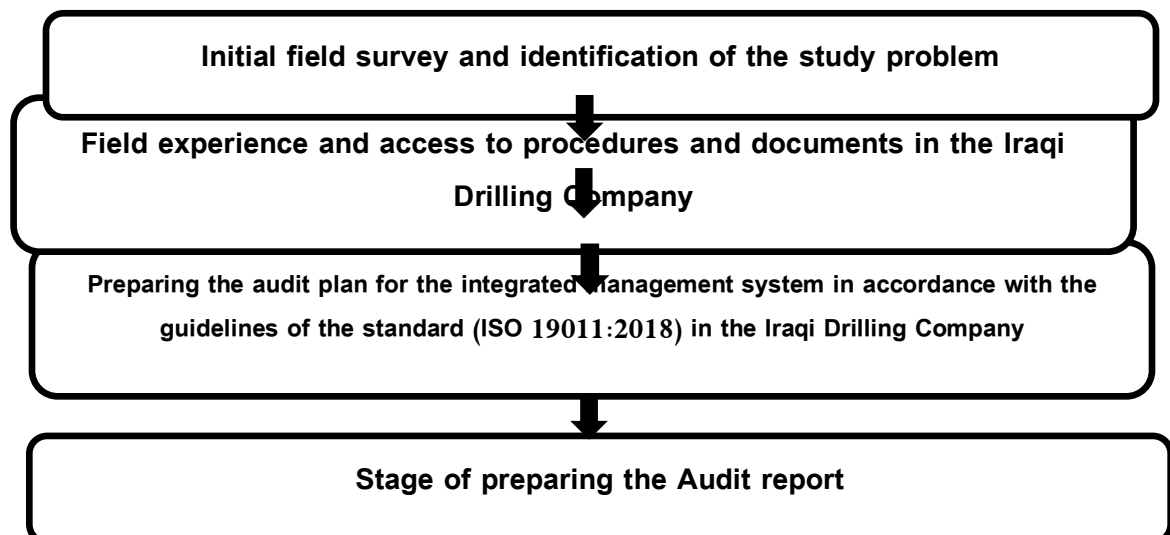 Initial field survey and identification of the study problem
Field experience and access to procedures and documents in the Iraqi
Drilling Company
Preparing the audit plan for the integrated management system in accordance with the
guidelines of the standard (ISO 19011:2018) in the Iraqi Drilling Company
Stage of preparing the Audit report